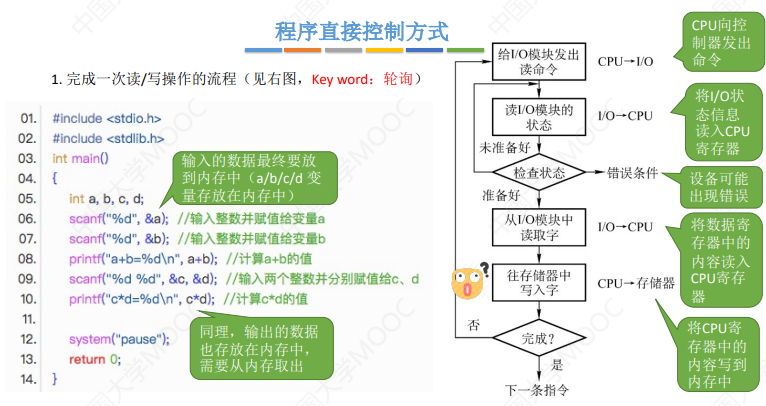 程序直接控制方式
1. 完成一次读/写操作的流程（见右图，Key word：轮询）
01. #include <stdio.h>
02. #include <stdlib.h>
03. int main()
04. {
05. int a, b, c, d;
06. scanf("%d", &a); //输入整数并赋值给变量a
07. scanf("%d", &b); //输入整数并赋值给变量b
08. printf("a+b=%d\n", a+b); //计算a+b的值
09. scanf("%d %d", &c, &d); //输入两个整数并分别赋值给c、d
10. printf("c*d=%d\n", c*d); //计算c*d的值
11.
12. system("pause");
13. return 0;
14. }
输入的数据最终要放
到内存中（a/b/c/d 变
量存放在内存中）
同理，输出的数据
也存放在内存中，
需要从内存取出
给I/O模块发出
读命令
CPU→I/O
CPU向控
制器发出
命令
读I/O模块的
状态
I/O→CPU
将I/O状
态信息
读入CPU
寄存器
未准备好
检查状态
错误条件
设备可能
出现错误
准备好
从I/O模块中
读取字
I/O→CPU
将数据寄
存器中的
内容读入
CPU寄存
器
?
往存储器中
写入字
CPU→存储器
将CPU寄
存器中的
内容写到
内存中
否
完成?
是
下一条指令
中国大学MOOC